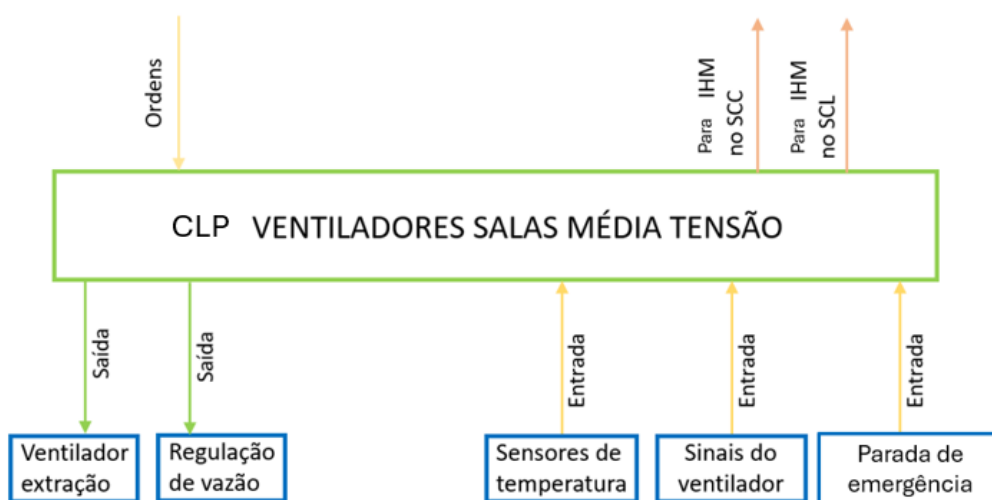 Ordens
Para IHM
no SCC
Para IHM
no SCL
CLP VENTILADORES SALAS MÉDIA TENSÃO
Saída
Saída
Entrada
Entrada
Entrada
Ventilador
extração
Regulação
de vazão
Sensores de
temperatura
Sinais do
ventilador
Parada de
emergência